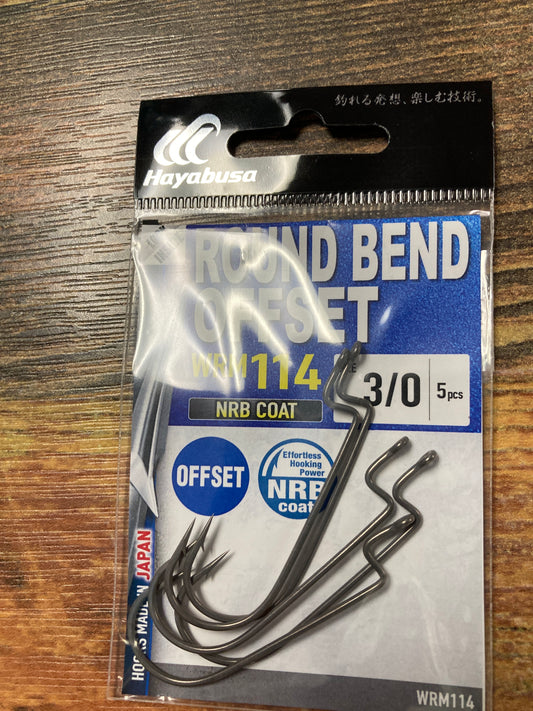 釣れる発想、楽しむ技術。
Hayabusa
ROUND BEND
OFFSET
WRM114
3/0 5pcs
NRB COAT
OFFSET
Effortless
Hooking
Power
NRB
coat
HOOKS MADE IN JAPAN
WRM114